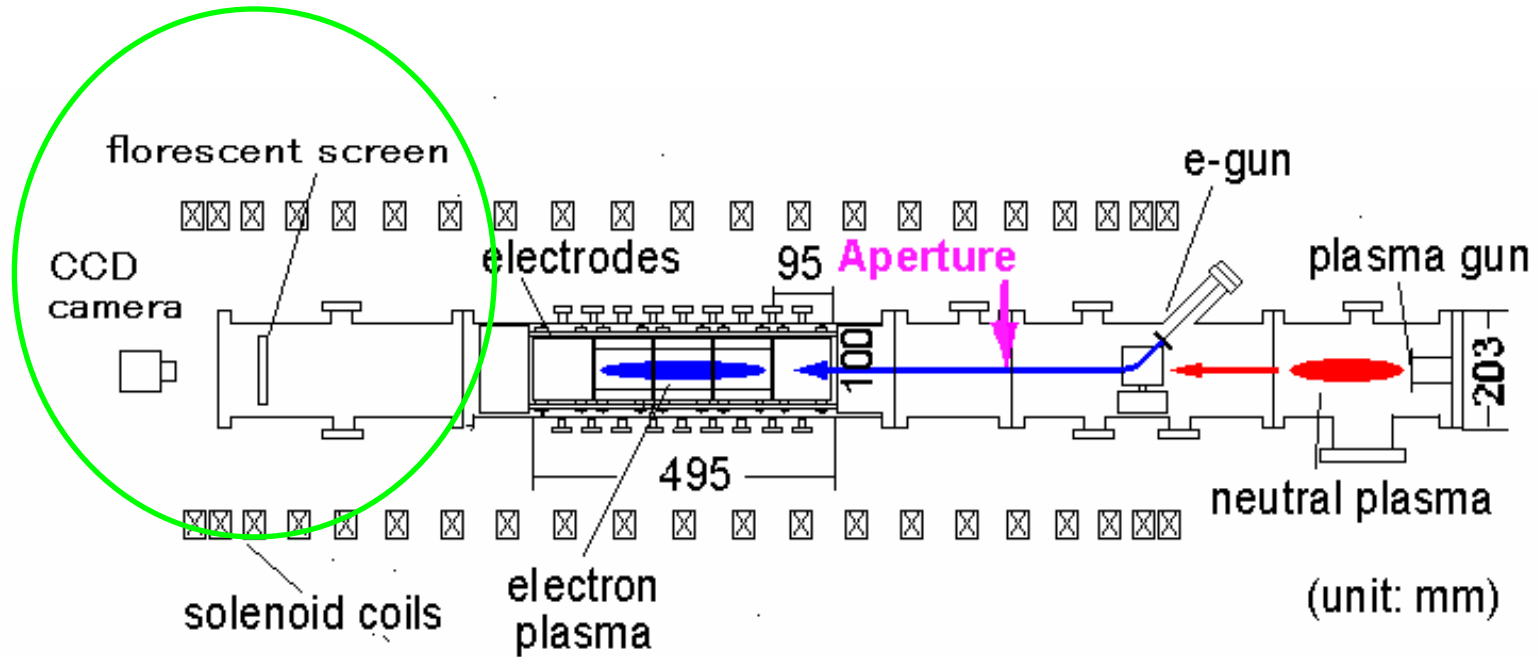 florescent screen
e-gun
CCD
camera
electrodes
95
Aperture
plasma gun
100
203
495
neutral plasma
solenoid coils
electron
plasma
(unit: mm)